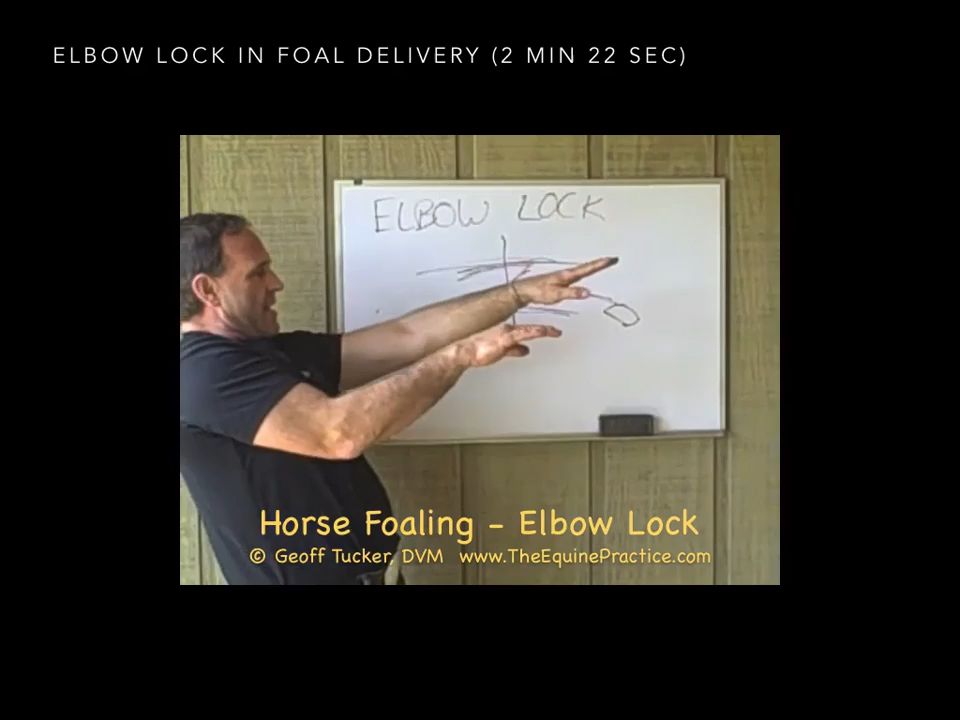 ELBOW LOCK IN FOAL DELIVERY (2 MIN 22 SEC)
ELBOW LOCK
Horse Foaling - Elbow Lock
© Geoff Tucker, DVM www.TheEquinePractice.com